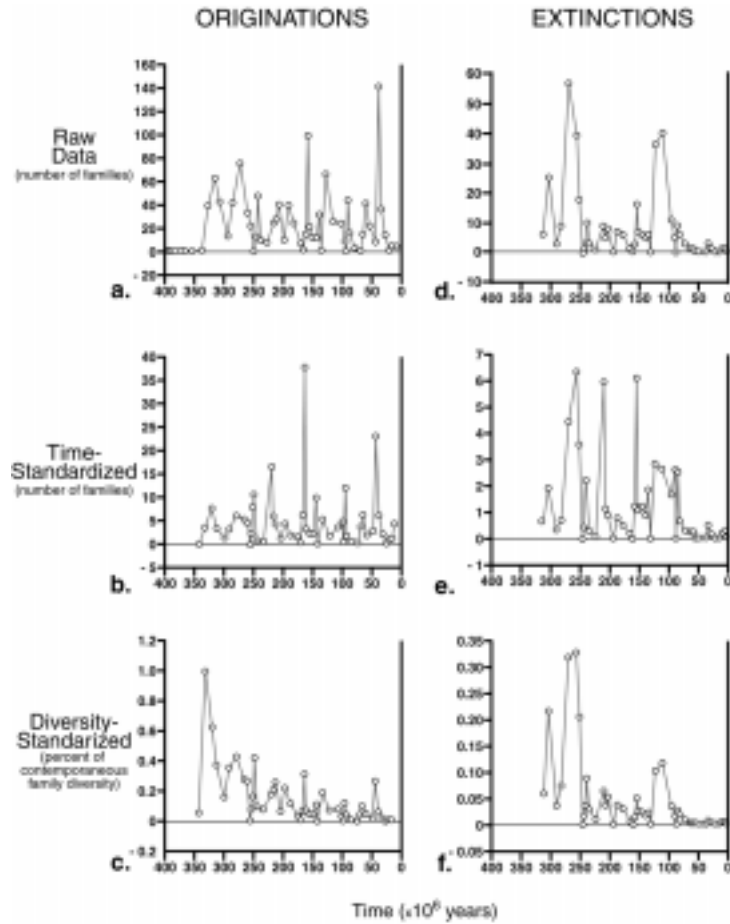 ORIGINATIONS EXTINCTIONS
Raw
Data
(number of families)
160
140
120
100
80
60
40
20
0
- 20
a.
400 350 300 250 200 150 100 50 0
60
50
40
30
20
10
0
- 10
d.
400 350 300 250 200 150 100 50 0
Time-
Standardized
(number of families)
40
35
30
25
20
15
10
5
0
- 5
b.
400 350 300 250 200 150 100 50 0
7
6
5
4
3
2
1
0
- 1
e.
400 350 300 250 200 150 100 50 0
Diversity-
Standarized
(percent of
contemporaneous
family diversity)
1.2
1.0
0.8
0.6
0.4
0.2
0
- 0.2
c.
400 350 300 250 200 150 100 50 0
0.35
0.30
0.25
0.20
0.15
0.10
0.05
0
- 0.05
f.
400 350 300 250 200 150 100 50 0
Time (×10⁶ years)